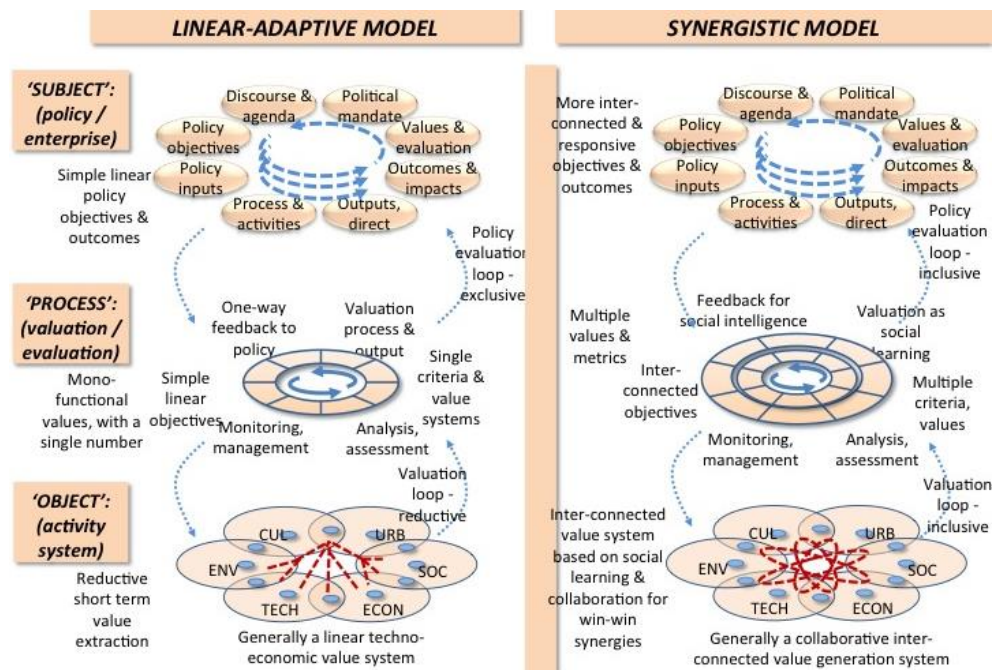 LINEAR-ADAPTIVE MODEL
SYNERGISTIC MODEL
‘SUBJECT’:
(policy /
enterprise)
Simple linear
policy
objectives &
outcomes
Discourse &
agenda
Political
mandate
Policy
objectives
Values &
evaluation
Policy
inputs
Outcomes
& impacts
Process &
activities
Outputs,
direct
Policy
evaluation
loop -
exclusive
‘PROCESS’:
(valuation /
evaluation)
Mono-
functional
values, with a
single number
One-way
feedback to
policy
Valuation
process &
output
Simple
linear
objectives
Single
criteria &
value
systems
Monitoring,
management
Analysis,
assessment
Valuation
loop -
reductive
‘OBJECT’:
(activity
system)
Reductive
short term
value
extraction
CUL
URB
ENV
SOC
TECH
ECON
Generally a linear techno-
economic value system
More inter-
connected &
responsive
objectives &
outcomes
Discourse &
agenda
Political
mandate
Policy
objectives
Values &
evaluation
Policy
inputs
Outcomes
& impacts
Process &
activities
Outputs,
direct
Policy
evaluation
loop -
inclusive
Multiple
values &
metrics
Feedback for
social intelligence
Valuation as
social
learning
Inter-
connected
objectives
Multiple
criteria,
values
Monitoring,
management
Analysis,
assessment
Valuation
loop -
inclusive
Inter-connected
value system
based on social
learning &
collaboration for
win-win
synergies
CUL
URB
ENV
SOC
TECH
ECON
Generally a collaborative inter-
connected value generation system